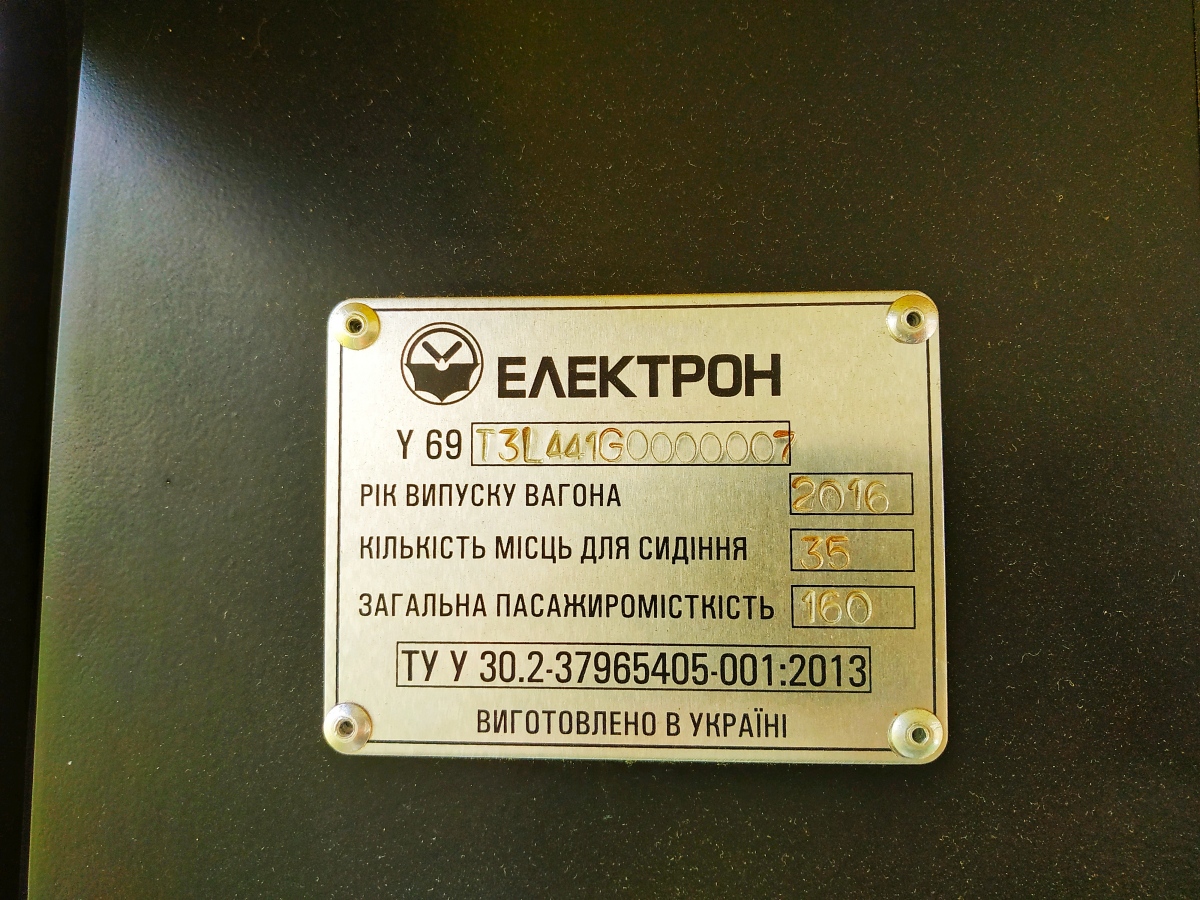 ЕЛЕКТРОН
Y 69 T3L441G0000007
РІК ВИПУСКУ ВАГОНА 2016
КІЛЬКІСТЬ МІСЦЬ ДЛЯ СИДІННЯ 35
ЗАГАЛЬНА ПАСАЖИРОМІСТКІСТЬ 160
ТУ У 30.2-37965405-001:2013
ВИГОТОВЛЕНО В УКРАЇНІ